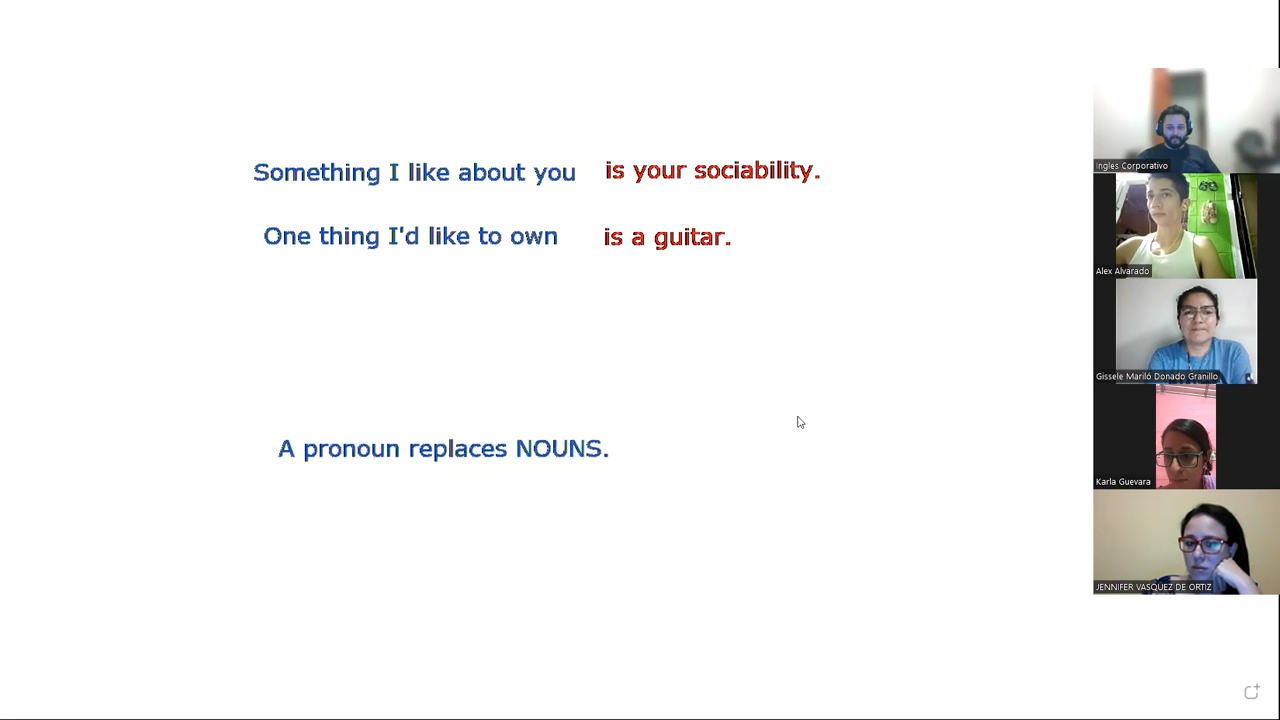 Something I like about you is your sociability.
One thing I'd like to own is a guitar.
A pronoun replaces NOUNS.
Ingles Corporativo
Alex Alvarado
Gissele Mariló Donado Granillo
Karla Guevara
JENNIFER VASQUEZ DE ORTIZ